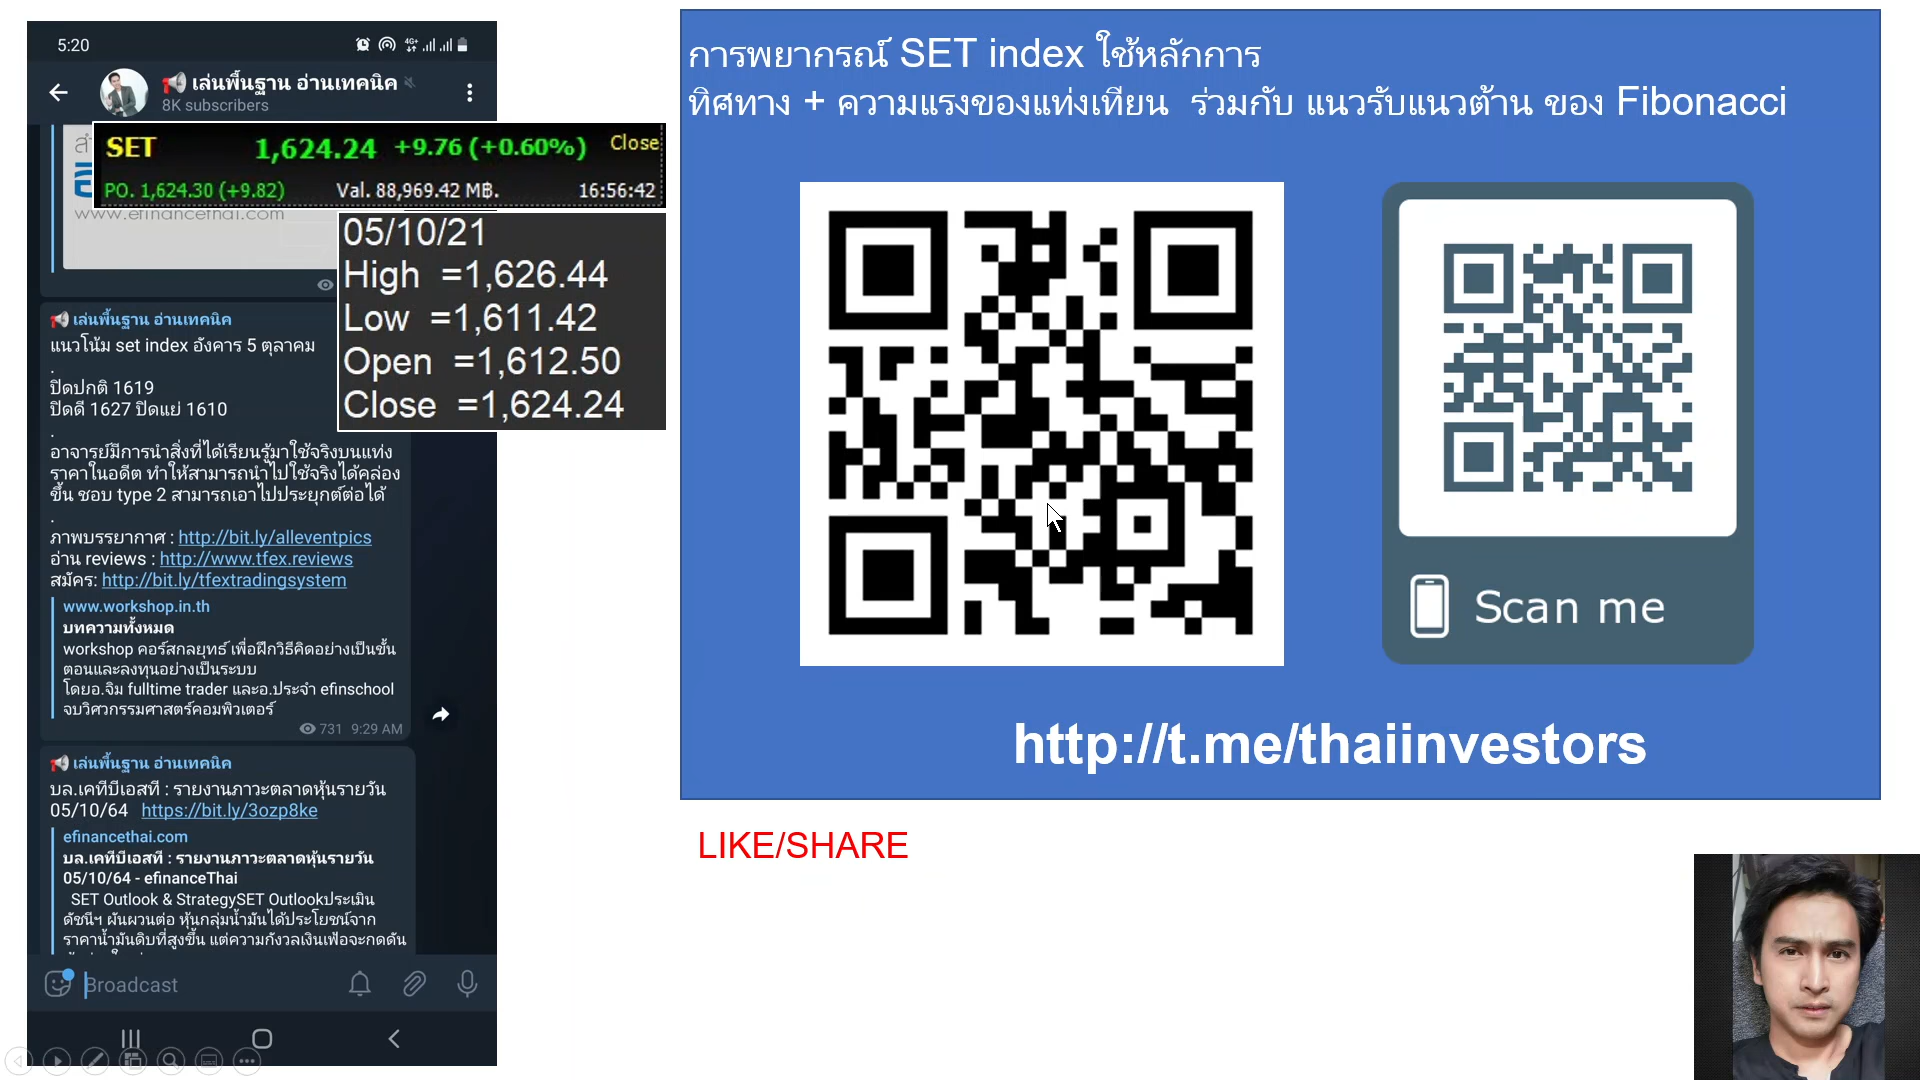 5:20
4G+
เล่นพื้นฐาน อ่านเทคนิค
8K subscribers
SET 1,624.24 +9.76 (+0.60%) Close
PO. 1,624.30 (+9.82) Val. 88,969.42 M฿. 16:56:42
www.efinancethai.com
05/10/21
High =1,626.44
Low =1,611.42
Open =1,612.50
Close =1,624.24
เล่นพื้นฐาน อ่านเทคนิค
แนวโน้ม set index อังคาร 5 ตุลาคม
.
ปิดปกติ 1619
ปิดดี 1627 ปิดแย่ 1610
.
อาจารย์มีการนำสิ่งที่ได้เรียนรู้มาใช้จริงบนแท่ง
ราคาในอดีต ทำให้สามารถนำไปใช้จริงได้คล่อง
ขึ้น ชอบ type 2 สามารถเอาไปประยุกต์ต่อได้
.
ภาพบรรยากาศ : http://bit.ly/alleventpics
อ่าน reviews : http://www.tfex.reviews
สมัคร: http://bit.ly/tfextradingsystem
www.workshop.in.th
บทความทั้งหมด
workshop คอร์สกลยุทธ์ เพื่อฝึกวิธีคิดอย่างเป็นขั้น
ตอนและลงทุนอย่างเป็นระบบ
โดยอ.จิม fulltime trader และอ.ประจำ efinschool
จบวิศวกรรมศาสตร์คอมพิวเตอร์
731 9:29 AM
เล่นพื้นฐาน อ่านเทคนิค
บล.เคทีบีเอสที : รายงานภาวะตลาดหุ้นรายวัน
05/10/64 https://bit.ly/3ozp8ke
efinancethai.com
บล.เคทีบีเอสที : รายงานภาวะตลาดหุ้นรายวัน
05/10/64 - efinanceThai
SET Outlook & StrategySET Outlookประเมิน
ดัชนีฯ ผันผวนต่อ หุ้นกลุ่มน้ำมันได้ประโยชน์จาก
ราคาน้ำมันดิบที่สูงขึ้น แต่ความกังวลเงินเฟ้อจะกดดัน
Broadcast
การพยากรณ์ SET index ใช้หลักการ
ทิศทาง + ความแรงของแท่งเทียน ร่วมกับ แนวรับแนวต้าน ของ Fibonacci
Scan me
http://t.me/thaiinvestors
LIKE/SHARE